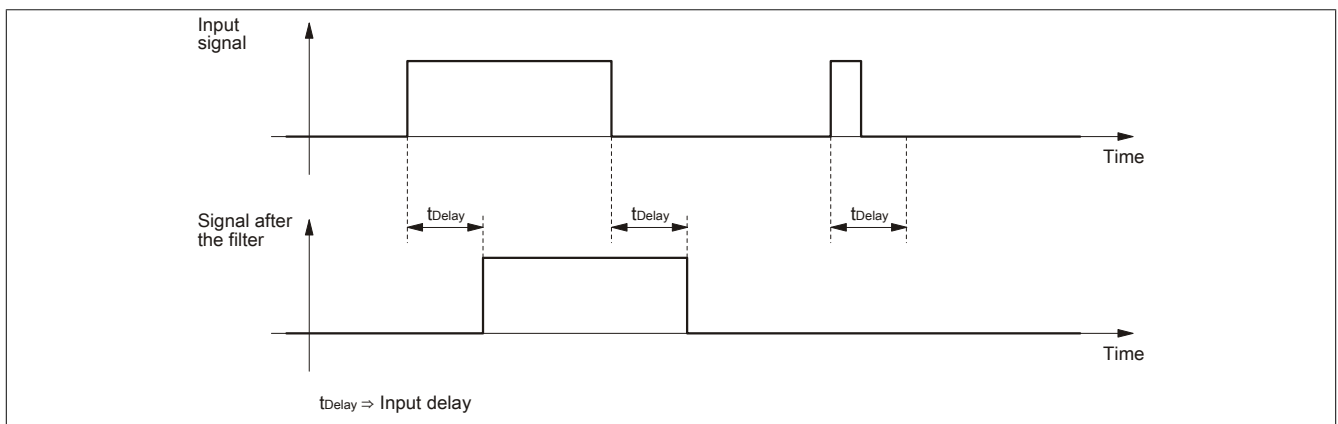 Input
signal
Time
tDelay
tDelay
tDelay
Signal after
the filter
Time
tDelay ⇒ Input delay